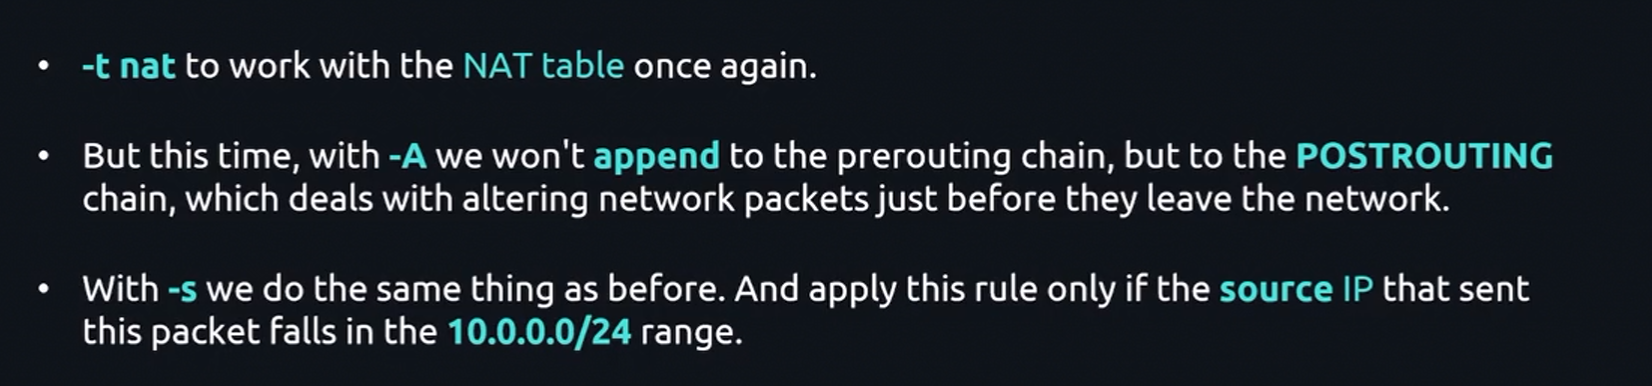 • -t nat to work with the NAT table once again.
• But this time, with -A we won't append to the prerouting chain, but to the POSTROUTING
chain, which deals with altering network packets just before they leave the network.
• With -s we do the same thing as before. And apply this rule only if the source IP that sent
this packet falls in the 10.0.0.0/24 range.